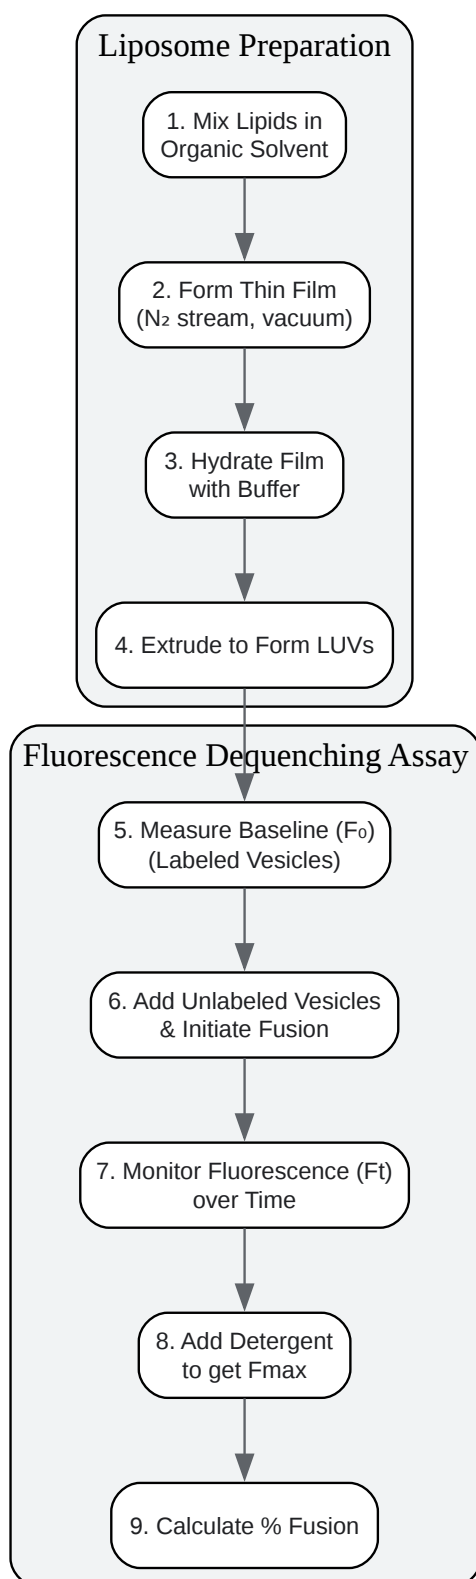 Liposome Preparation
1. Mix Lipids in
Organic Solvent
2. Form Thin Film
(N₂ stream, vacuum)
3. Hydrate Film
with Buffer
4. Extrude to Form LUVs
Fluorescence Dequenching Assay
5. Measure Baseline (F₀)
(Labeled Vesicles)
6. Add Unlabeled Vesicles
& Initiate Fusion
7. Monitor Fluorescence (Ft)
over Time
8. Add Detergent
to get Fmax
9. Calculate % Fusion